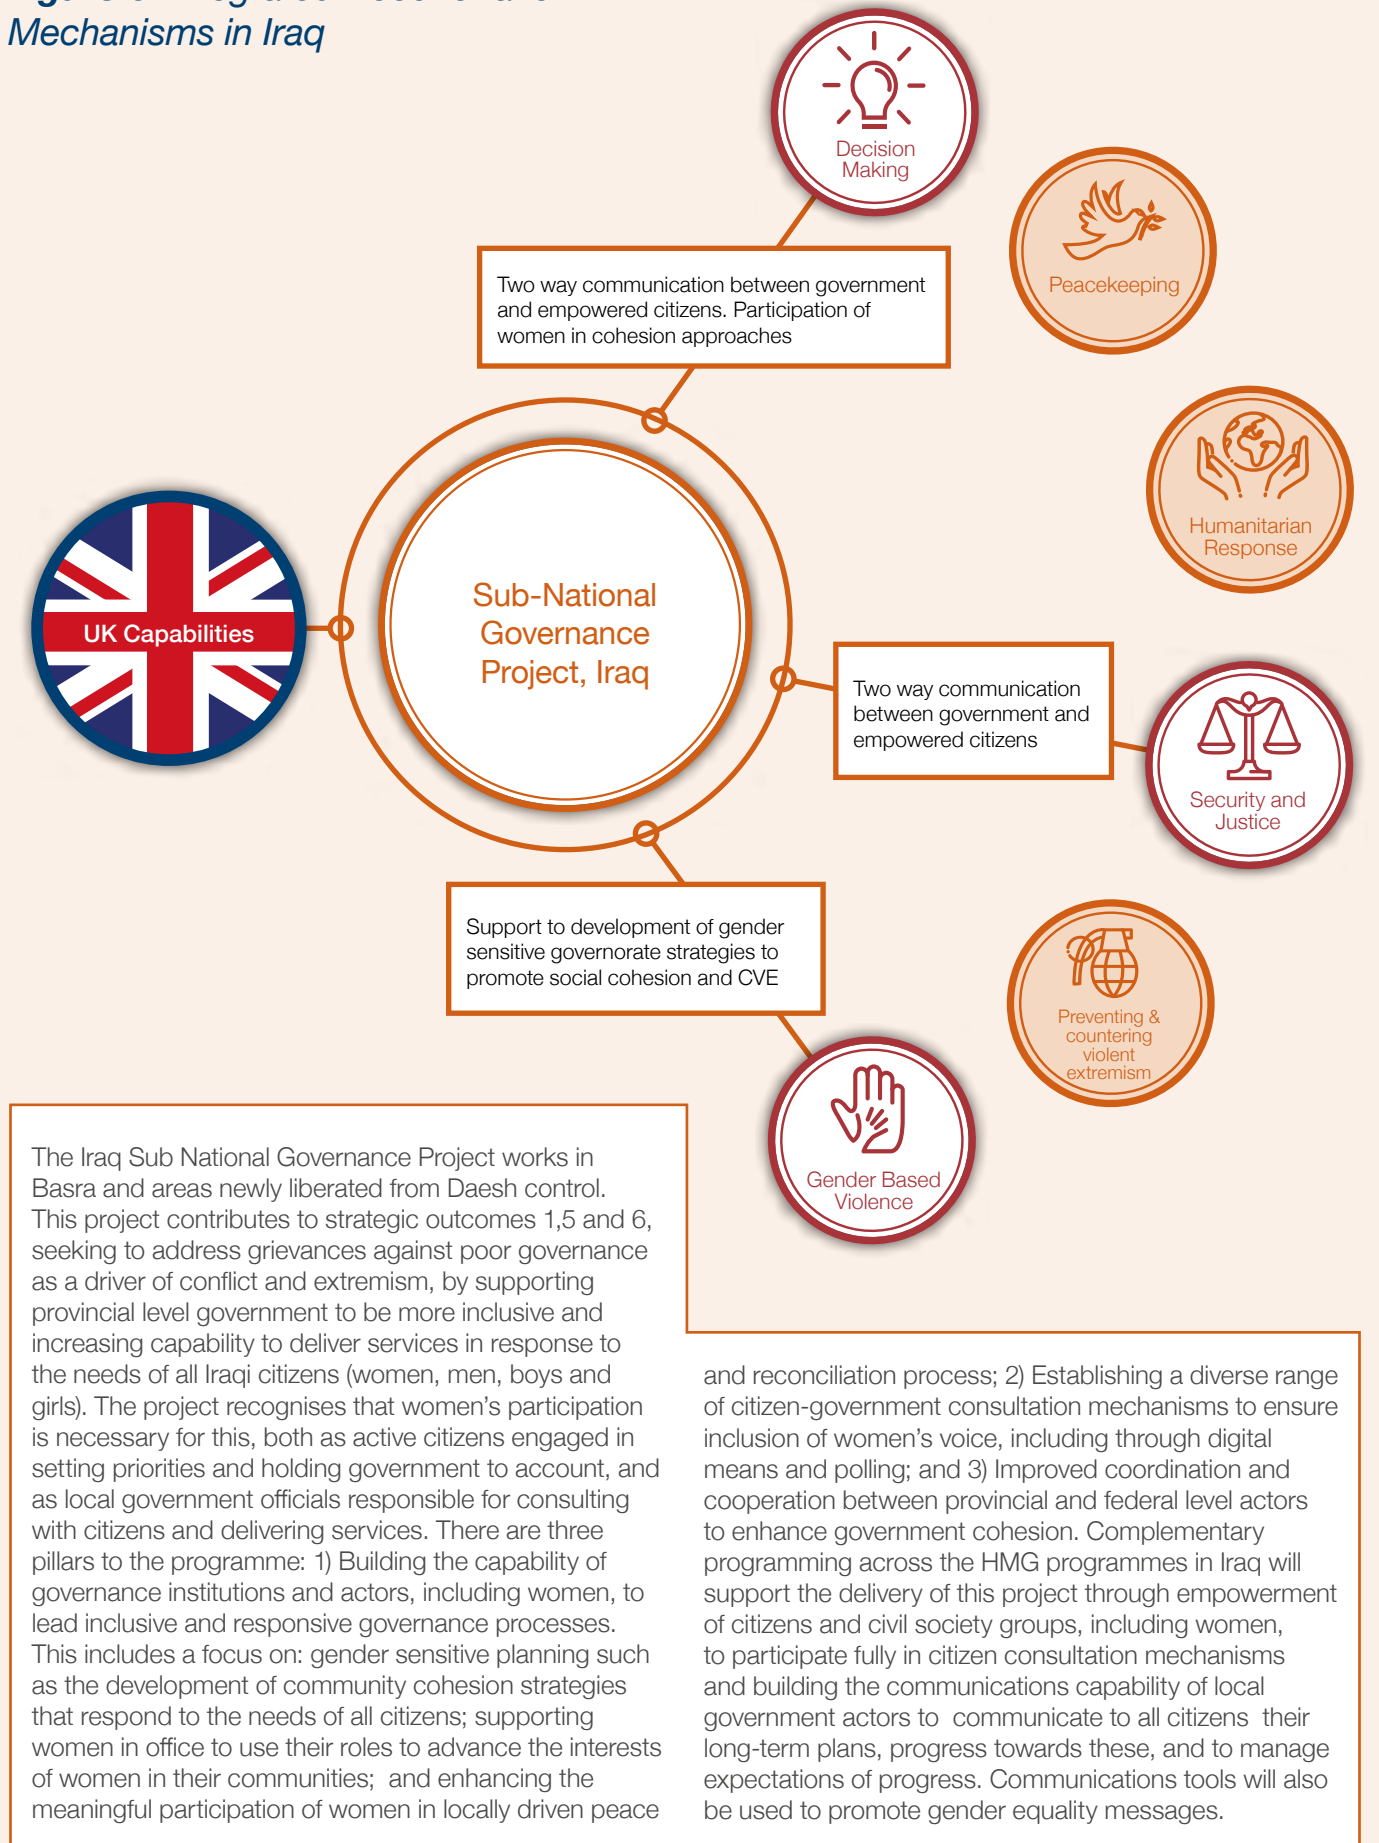 Mechanisms in Iraq
Decision
Making
Peacekeeping
Two way communication between government
and empowered citizens. Participation of
women in cohesion approaches
Humanitarian
Response
UK Capabilities
Sub-National
Governance
Project, Iraq
Two way communication
between government and
empowered citizens
Security and
Justice
Support to development of gender
sensitive governorate strategies to
promote social cohesion and CVE
Preventing &
countering
violent
extremism
Gender Based
Violence
The Iraq Sub National Governance Project works in
Basra and areas newly liberated from Daesh control.
This project contributes to strategic outcomes 1,5 and 6,
seeking to address grievances against poor governance
as a driver of conflict and extremism, by supporting
provincial level government to be more inclusive and
increasing capability to deliver services in response to
the needs of all Iraqi citizens (women, men, boys and
girls). The project recognises that women's participation
is necessary for this, both as active citizens engaged in
setting priorities and holding government to account, and
as local government officials responsible for consulting
with citizens and delivering services. There are three
pillars to the programme: 1) Building the capability of
governance institutions and actors, including women, to
lead inclusive and responsive governance processes.
This includes a focus on: gender sensitive planning such
as the development of community cohesion strategies
that respond to the needs of all citizens; supporting
women in office to use their roles to advance the interests
of women in their communities;  and enhancing the
meaningful participation of women in locally driven peace
and reconciliation process; 2) Establishing a diverse range
of citizen-government consultation mechanisms to ensure
inclusion of women's voice, including through digital
means and polling; and 3) Improved coordination and
cooperation between provincial and federal level actors
to enhance government cohesion. Complementary
programming across the HMG programmes in Iraq will
support the delivery of this project through empowerment
of citizens and civil society groups, including women,
to participate fully in citizen consultation mechanisms
and building the communications capability of local
government actors to  communicate to all citizens  their
long-term plans, progress towards these, and to manage
expectations of progress. Communications tools will also
be used to promote gender equality messages.